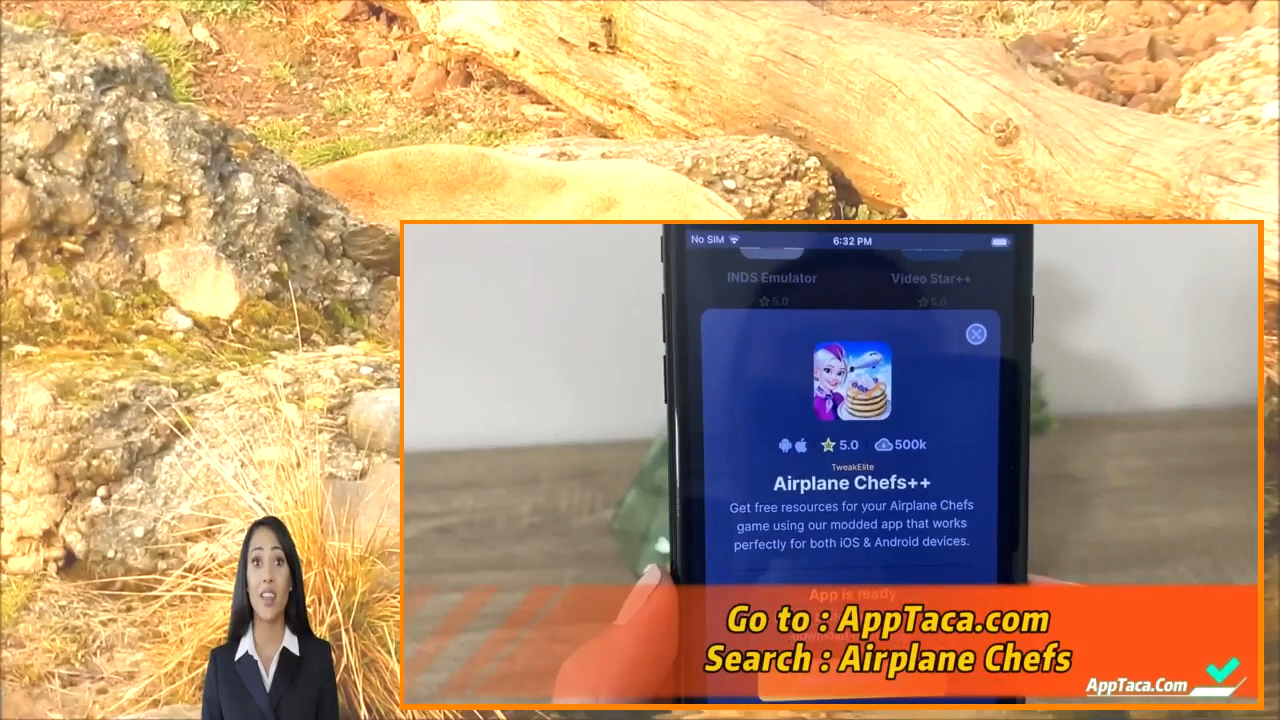 No SIM
6:32 PM
INDS Emulator
Video Star++
5.0
5.0
5.0
500k
TweakElite
Airplane Chefs++
Get free resources for your Airplane Chefs
game using our modded app that works
perfectly for both iOS & Android devices.
App is ready
Go to : AppTaca.com
Search : Airplane Chefs
AppTaca.Com